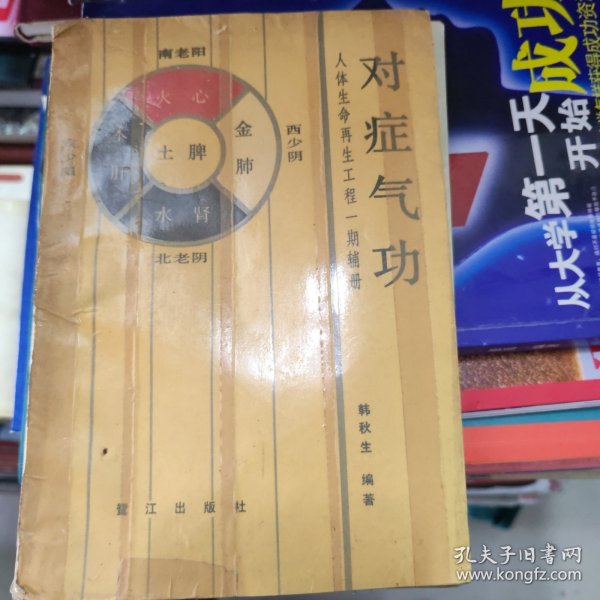 对症气功
人体生命再生工程一期辅册
韩秋生 编著
南老阳
火 心
木 肝
土 脾
金 肺
水 肾
西少阴
北老阴
鹭江出版社
从大学第一天
开始成功
孔夫子旧书网
www.kongfz.com